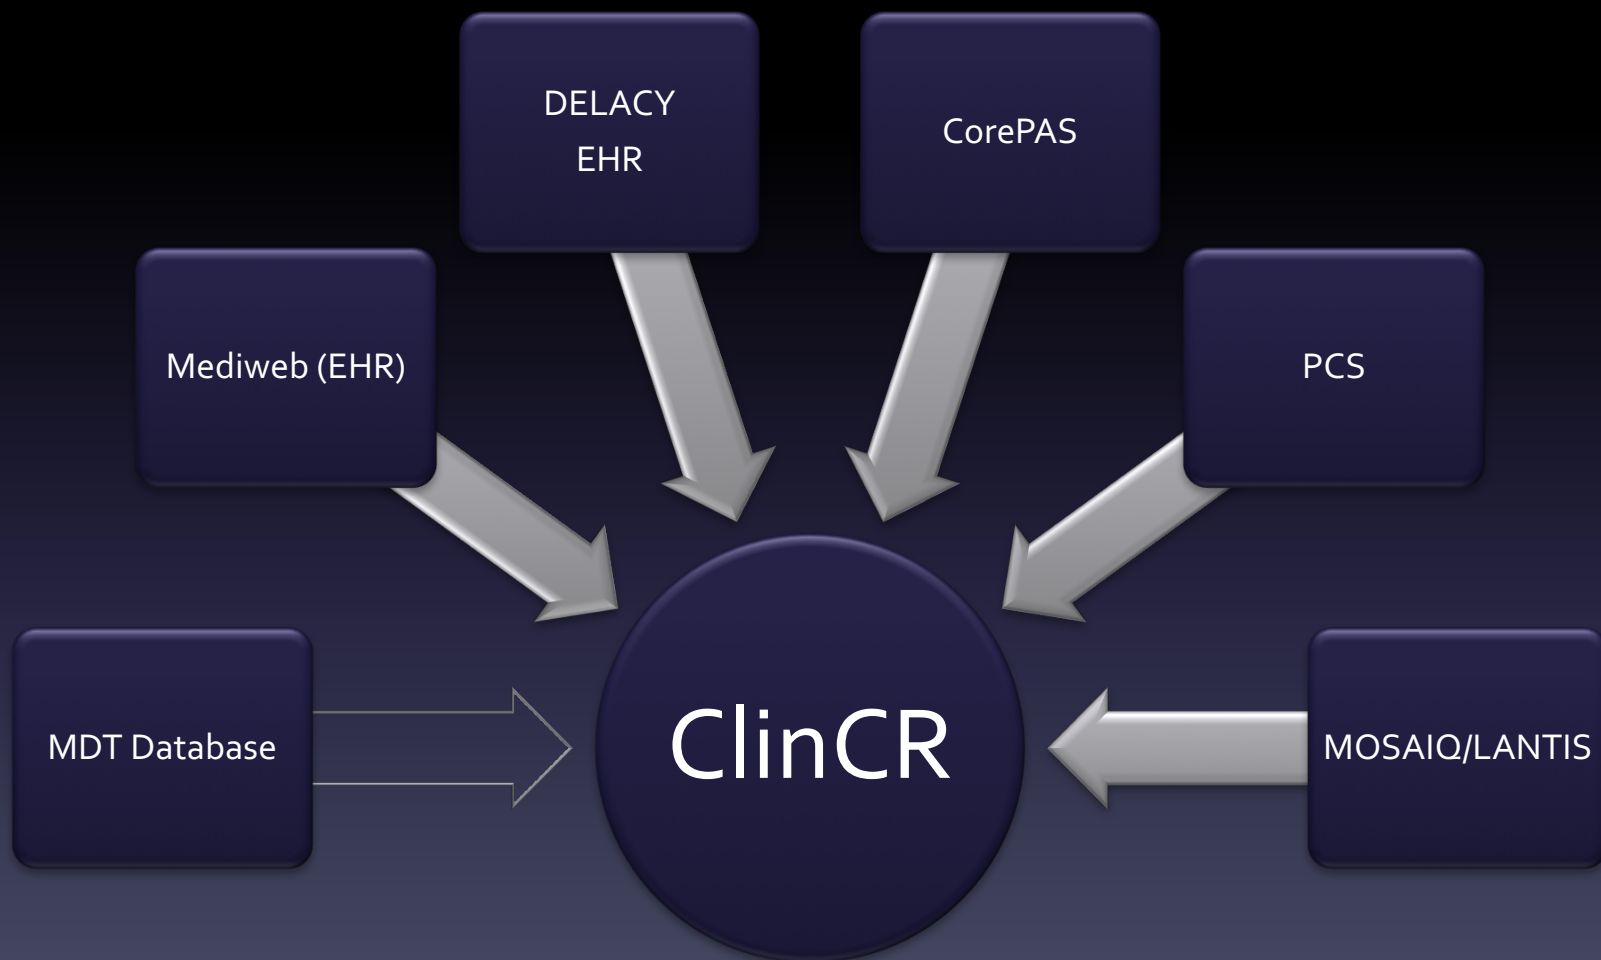 DELACY
EHR
CorePAS
Mediweb (EHR)
PCS
MDT Database
ClinCR
MOSAIQ/LANTIS